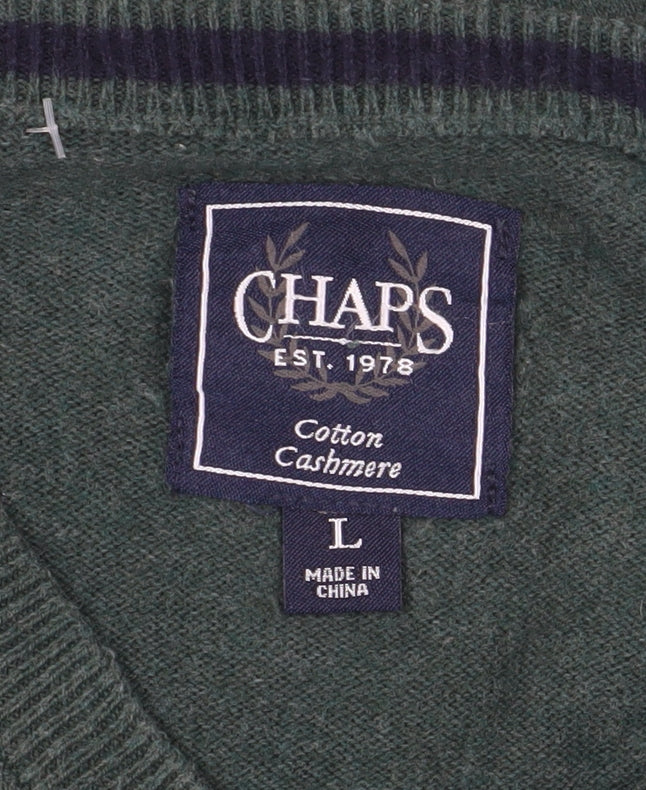 CHAPS
EST. 1978
Cotton
Cashmere
L
MADE IN
CHINA